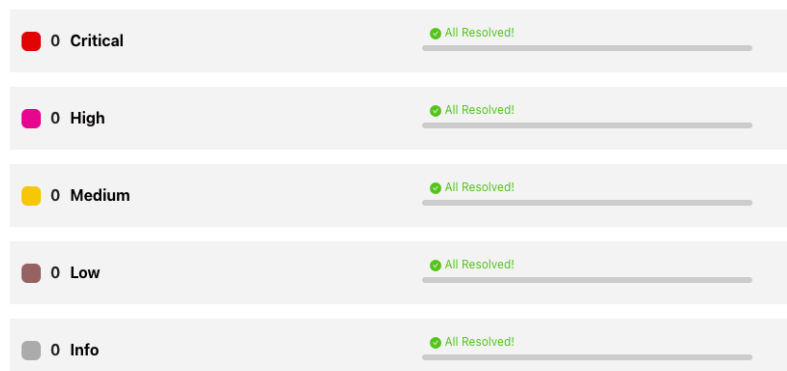 0 Critical
All Resolved!
0 High
All Resolved!
0 Medium
All Resolved!
0 Low
All Resolved!
0 Info
All Resolved!